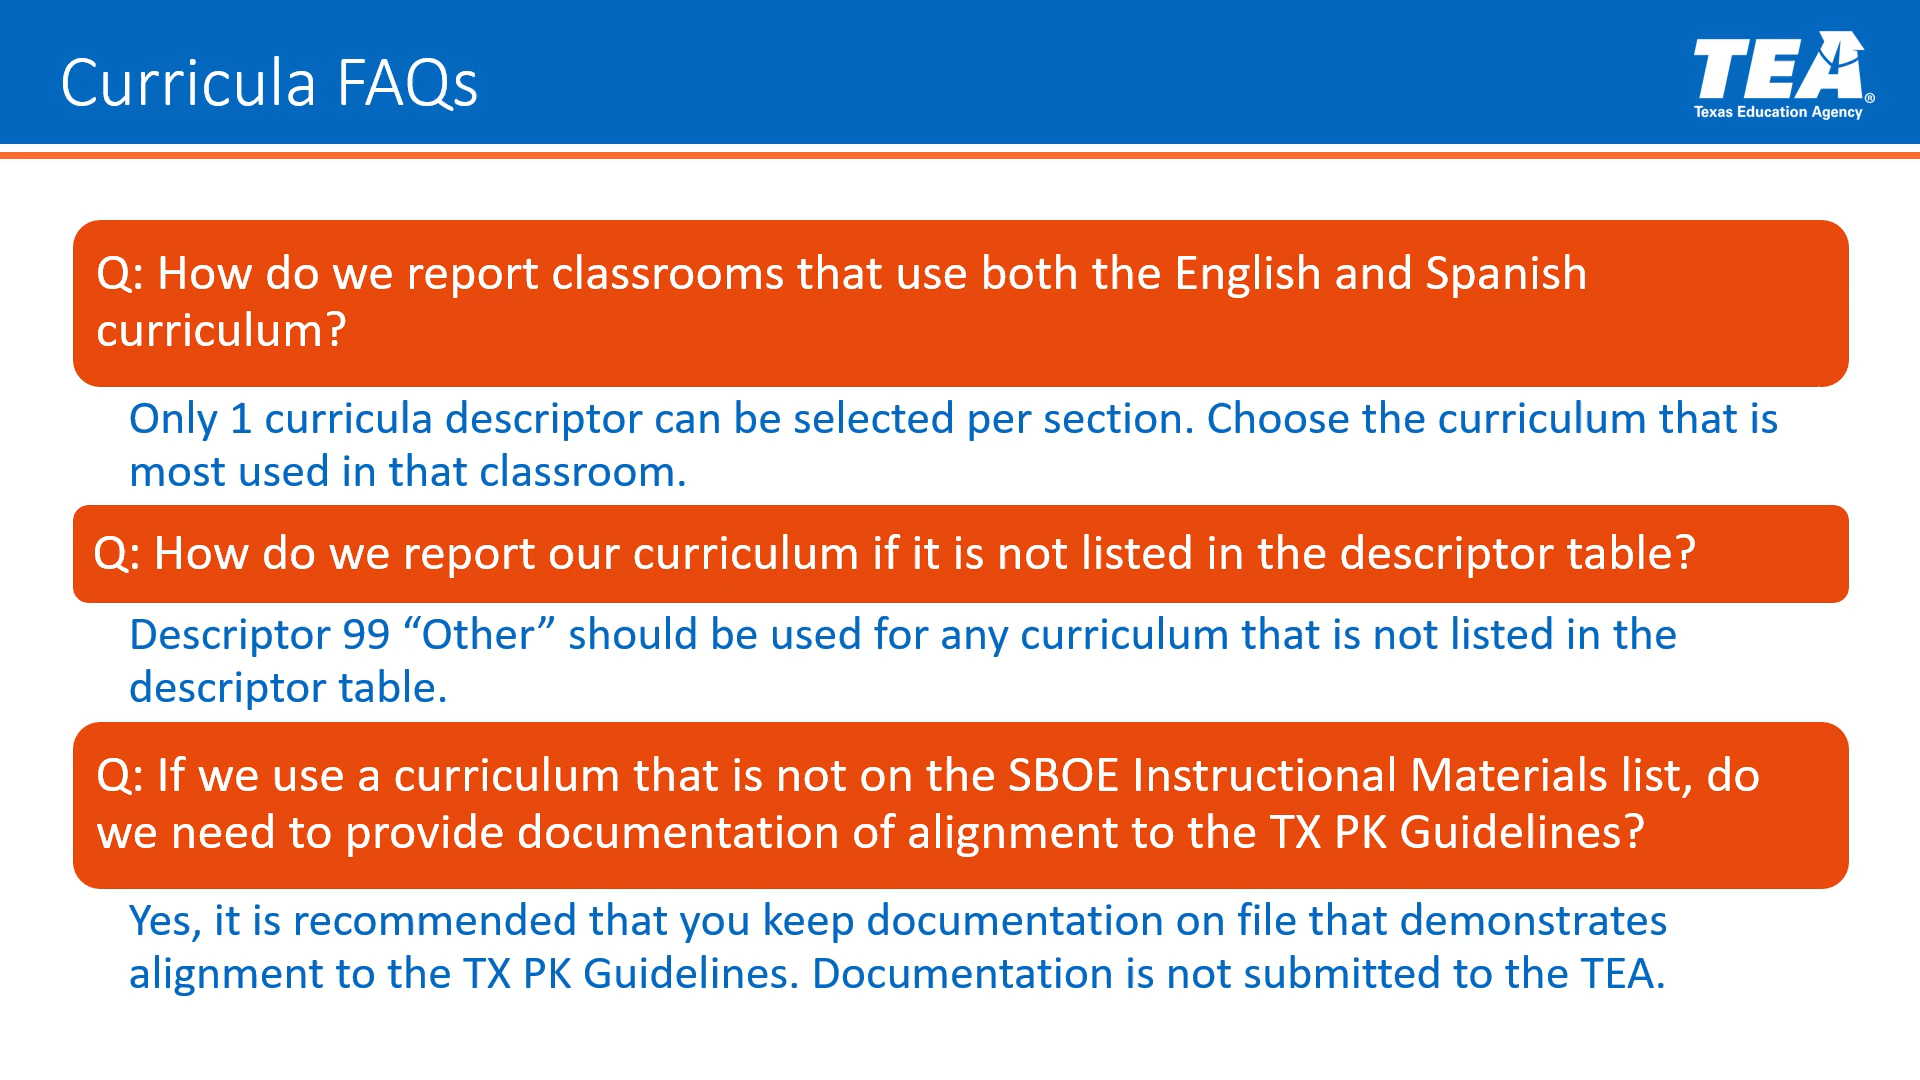 Curricula FAQs
TEA®
Texas Education Agency
Q: How do we report classrooms that use both the English and Spanish
curriculum?
Only 1 curricula descriptor can be selected per section. Choose the curriculum that is
most used in that classroom.
Q: How do we report our curriculum if it is not listed in the descriptor table?
Descriptor 99 “Other” should be used for any curriculum that is not listed in the
descriptor table.
Q: If we use a curriculum that is not on the SBOE Instructional Materials list, do
we need to provide documentation of alignment to the TX PK Guidelines?
Yes, it is recommended that you keep documentation on file that demonstrates
alignment to the TX PK Guidelines. Documentation is not submitted to the TEA.